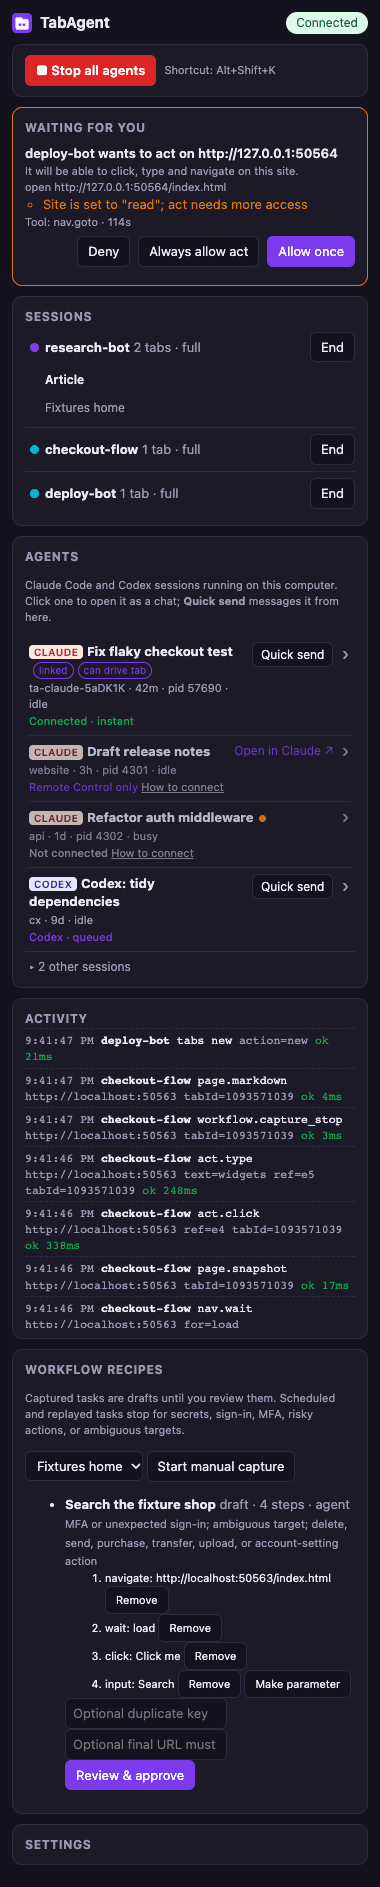 TabAgent
Connected
Stop all agents
Shortcut: Alt+Shift+K
WAITING FOR YOU
deploy-bot wants to act on http://127.0.0.1:50564
It will be able to click, type and navigate on this site.
open http://127.0.0.1:50564/index.html
Site is set to "read"; act needs more access
Tool: nav.goto · 114s
Deny
Always allow act
Allow once
SESSIONS
research-bot 2 tabs · full
End
Article
Fixtures home
checkout-flow 1 tab · full
End
deploy-bot 1 tab · full
End
AGENTS
Claude Code and Codex sessions running on this computer.
Click one to open it as a chat; Quick send messages it from
here.
CLAUDE Fix flaky checkout test
Quick send ›
linked can drive tab
ta-claude-5aDK1K · 42m · pid 57690 ·
idle
Connected · instant
CLAUDE Draft release notes
Open in Claude ↗ ›
website · 3h · pid 4301 · idle
Remote Control only How to connect
CLAUDE Refactor auth middleware
›
api · 1d · pid 4302 · busy
Not connected How to connect
CODEX Codex: tidy
dependencies
Quick send ›
cx · 9d · idle
Codex · queued
▸ 2 other sessions
ACTIVITY
9:41:47 PM deploy-bot tabs new action=new ok
21ms
9:41:47 PM checkout-flow page.markdown
http://localhost:50563 tabId=1093571039 ok 4ms
9:41:47 PM checkout-flow workflow.capture_stop
http://localhost:50563 tabId=1093571039 ok 3ms
9:41:46 PM checkout-flow act.type
http://localhost:50563 text=widgets ref=e5
tabId=1093571039 ok 248ms
9:41:46 PM checkout-flow act.click
http://localhost:50563 ref=e4 tabId=1093571039
ok 338ms
9:41:46 PM checkout-flow page.snapshot
http://localhost:50563 tabId=1093571039 ok 17ms
9:41:46 PM checkout-flow nav.wait
http://localhost:50563 for=load
WORKFLOW RECIPES
Captured tasks are drafts until you review them. Scheduled
and replayed tasks stop for secrets, sign-in, MFA, risky
actions, or ambiguous targets.
Fixtures home
Start manual capture
• Search the fixture shop draft · 4 steps · agent
MFA or unexpected sign-in; ambiguous target; delete,
send, purchase, transfer, upload, or account-setting
action
1. navigate: http://localhost:50563/index.html
Remove
2. wait: load Remove
3. click: Click me Remove
4. input: Search Remove Make parameter
Optional duplicate key
Optional final URL must
Review & approve
SETTINGS